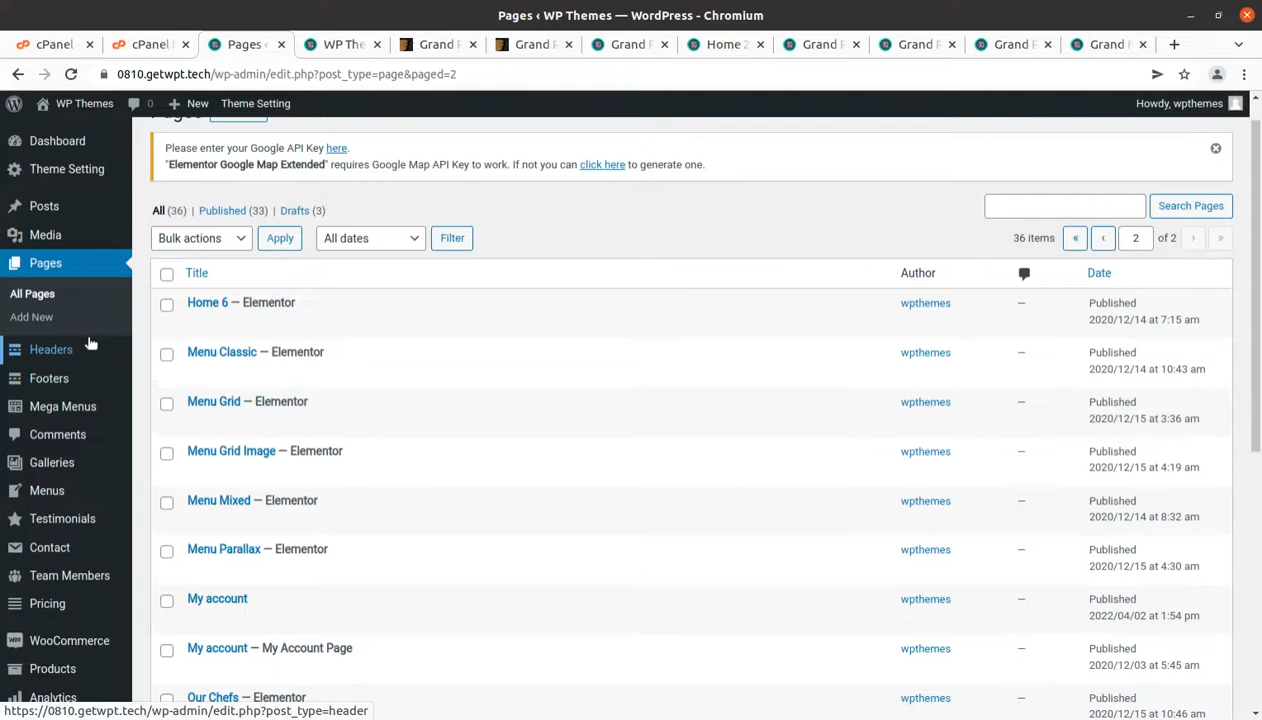 Pages ‹ WP Themes — WordPress - Chromium
cPanel -
cPanel
Pages ‹
WP The
Grand R
Grand
Grand
Home 2
Grand
Grand
Grand
Grand
0810.getwpt.tech/wp-admin/edit.php?post_type=page&paged=2
WP Themes
0
New
Theme Setting
Howdy, wpthemes
Dashboard
Theme Setting
Posts
Media
Pages
All Pages
Add New
Headers
Footers
Mega Menus
Comments
Galleries
Menus
Testimonials
Contact
Team Members
Pricing
WooCommerce
Products
Analytics
Please enter your Google API Key here.
"Elementor Google Map Extended" requires Google Map API Key to work. If not you can click here to generate one.
All (36) | Published (33) | Drafts (3)
Search Pages
Bulk actions
Apply
All dates
Filter
36 items
«
‹
2
of 2
›
»
Title
Author
Date
Home 6 — Elementor
wpthemes
—
Published
2020/12/14 at 7:15 am
Menu Classic — Elementor
wpthemes
—
Published
2020/12/14 at 10:43 am
Menu Grid — Elementor
wpthemes
—
Published
2020/12/15 at 3:36 am
Menu Grid Image — Elementor
wpthemes
—
Published
2020/12/15 at 4:19 am
Menu Mixed — Elementor
wpthemes
—
Published
2020/12/14 at 8:32 am
Menu Parallax — Elementor
wpthemes
—
Published
2020/12/15 at 4:30 am
My account
wpthemes
—
Published
2022/04/02 at 1:54 pm
My account — My Account Page
wpthemes
—
Published
2020/12/03 at 5:45 am
Our Chefs — Elementor
wpthemes
—
Published
2020/12/15 at 10:46 am
https://0810.getwpt.tech/wp-admin/edit.php?post_type=header